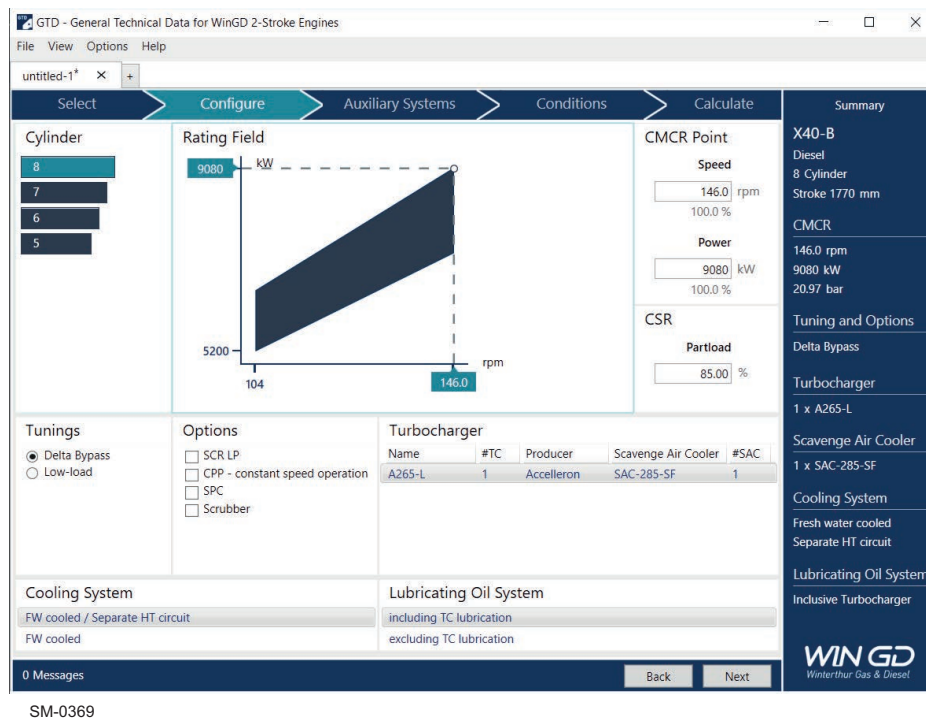 GTD - General Technical Data for WinGD 2-Stroke Engines
File View Options Help
untitled-1*
Select Configure Auxiliary Systems Conditions Calculate
Cylinder
8
7
6
5
Rating Field
kW
9080
5200
104
146.0
rpm
CMCR Point
Speed
146.0 rpm
100.0 %
Power
9080 kW
100.0 %
CSR
Partload
85.00 %
Tunings
Delta Bypass
Low-load
Options
SCR LP
CPP - constant speed operation
SPC
Scrubber
Turbocharger
Name #TC Producer Scavenge Air Cooler #SAC
A265-L 1 Accelleron SAC-285-SF 1
Cooling System
FW cooled / Separate HT circuit
FW cooled
Lubricating Oil System
including TC lubrication
excluding TC lubrication
0 Messages
Back Next
Summary
X40-B
Diesel
8 Cylinder
Stroke 1770 mm
CMCR
146.0 rpm
9080 kW
20.97 bar
Tuning and Options
Delta Bypass
Turbocharger
1 x A265-L
Scavenge Air Cooler
1 x SAC-285-SF
Cooling System
Fresh water cooled
Separate HT circuit
Lubricating Oil System
Inclusive Turbocharger
WIN GD
Winterthur Gas & Diesel
SM-0369